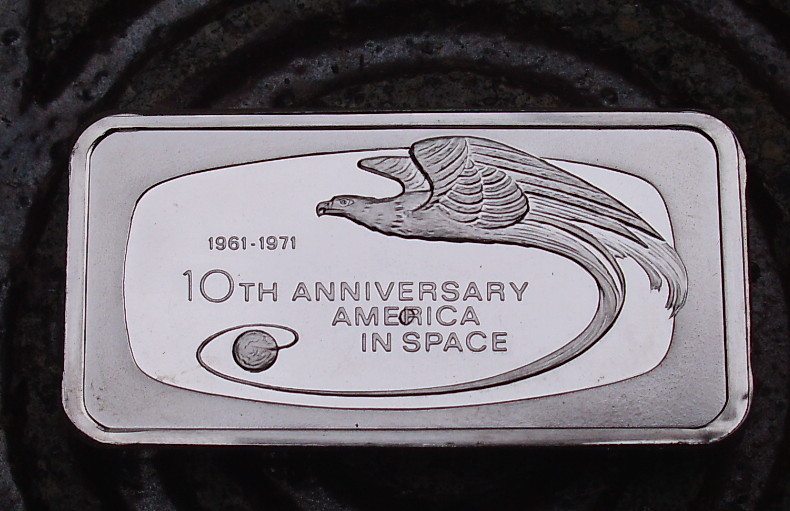 1961-1971
10TH ANNIVERSARY
AMERICA
IN SPACE